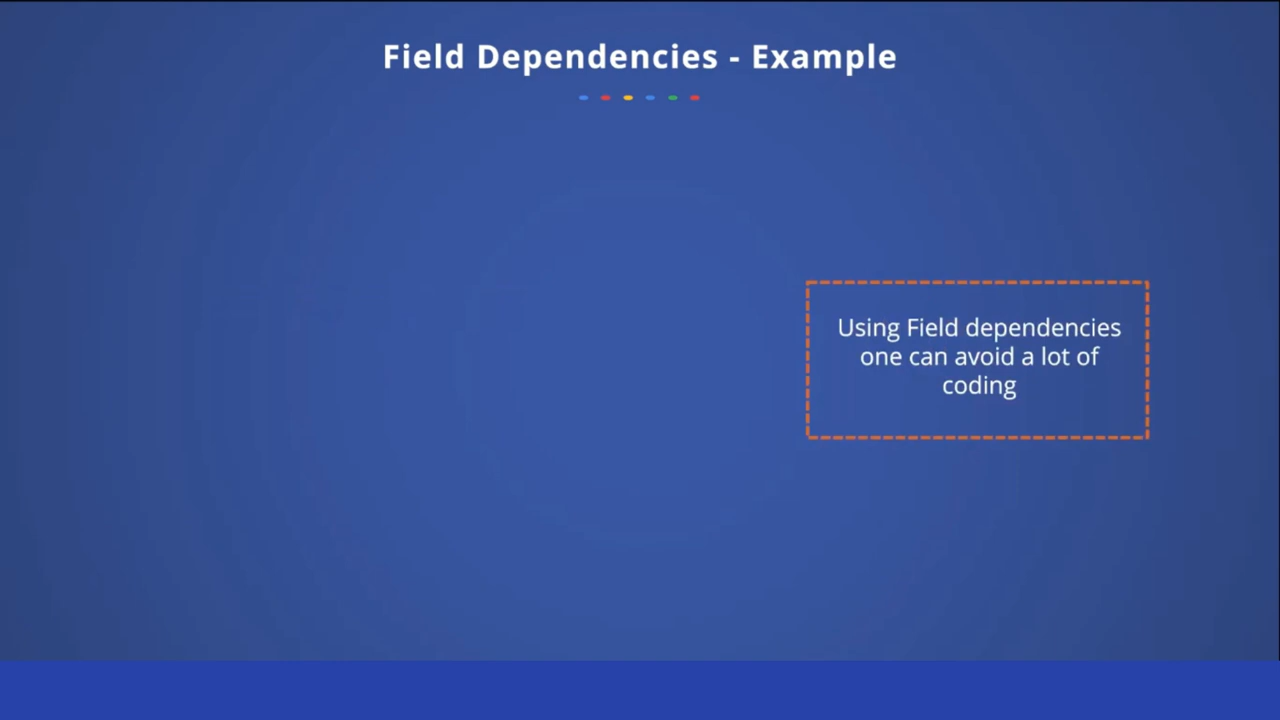 Field Dependencies - Example
Using Field dependencies
one can avoid a lot of
coding